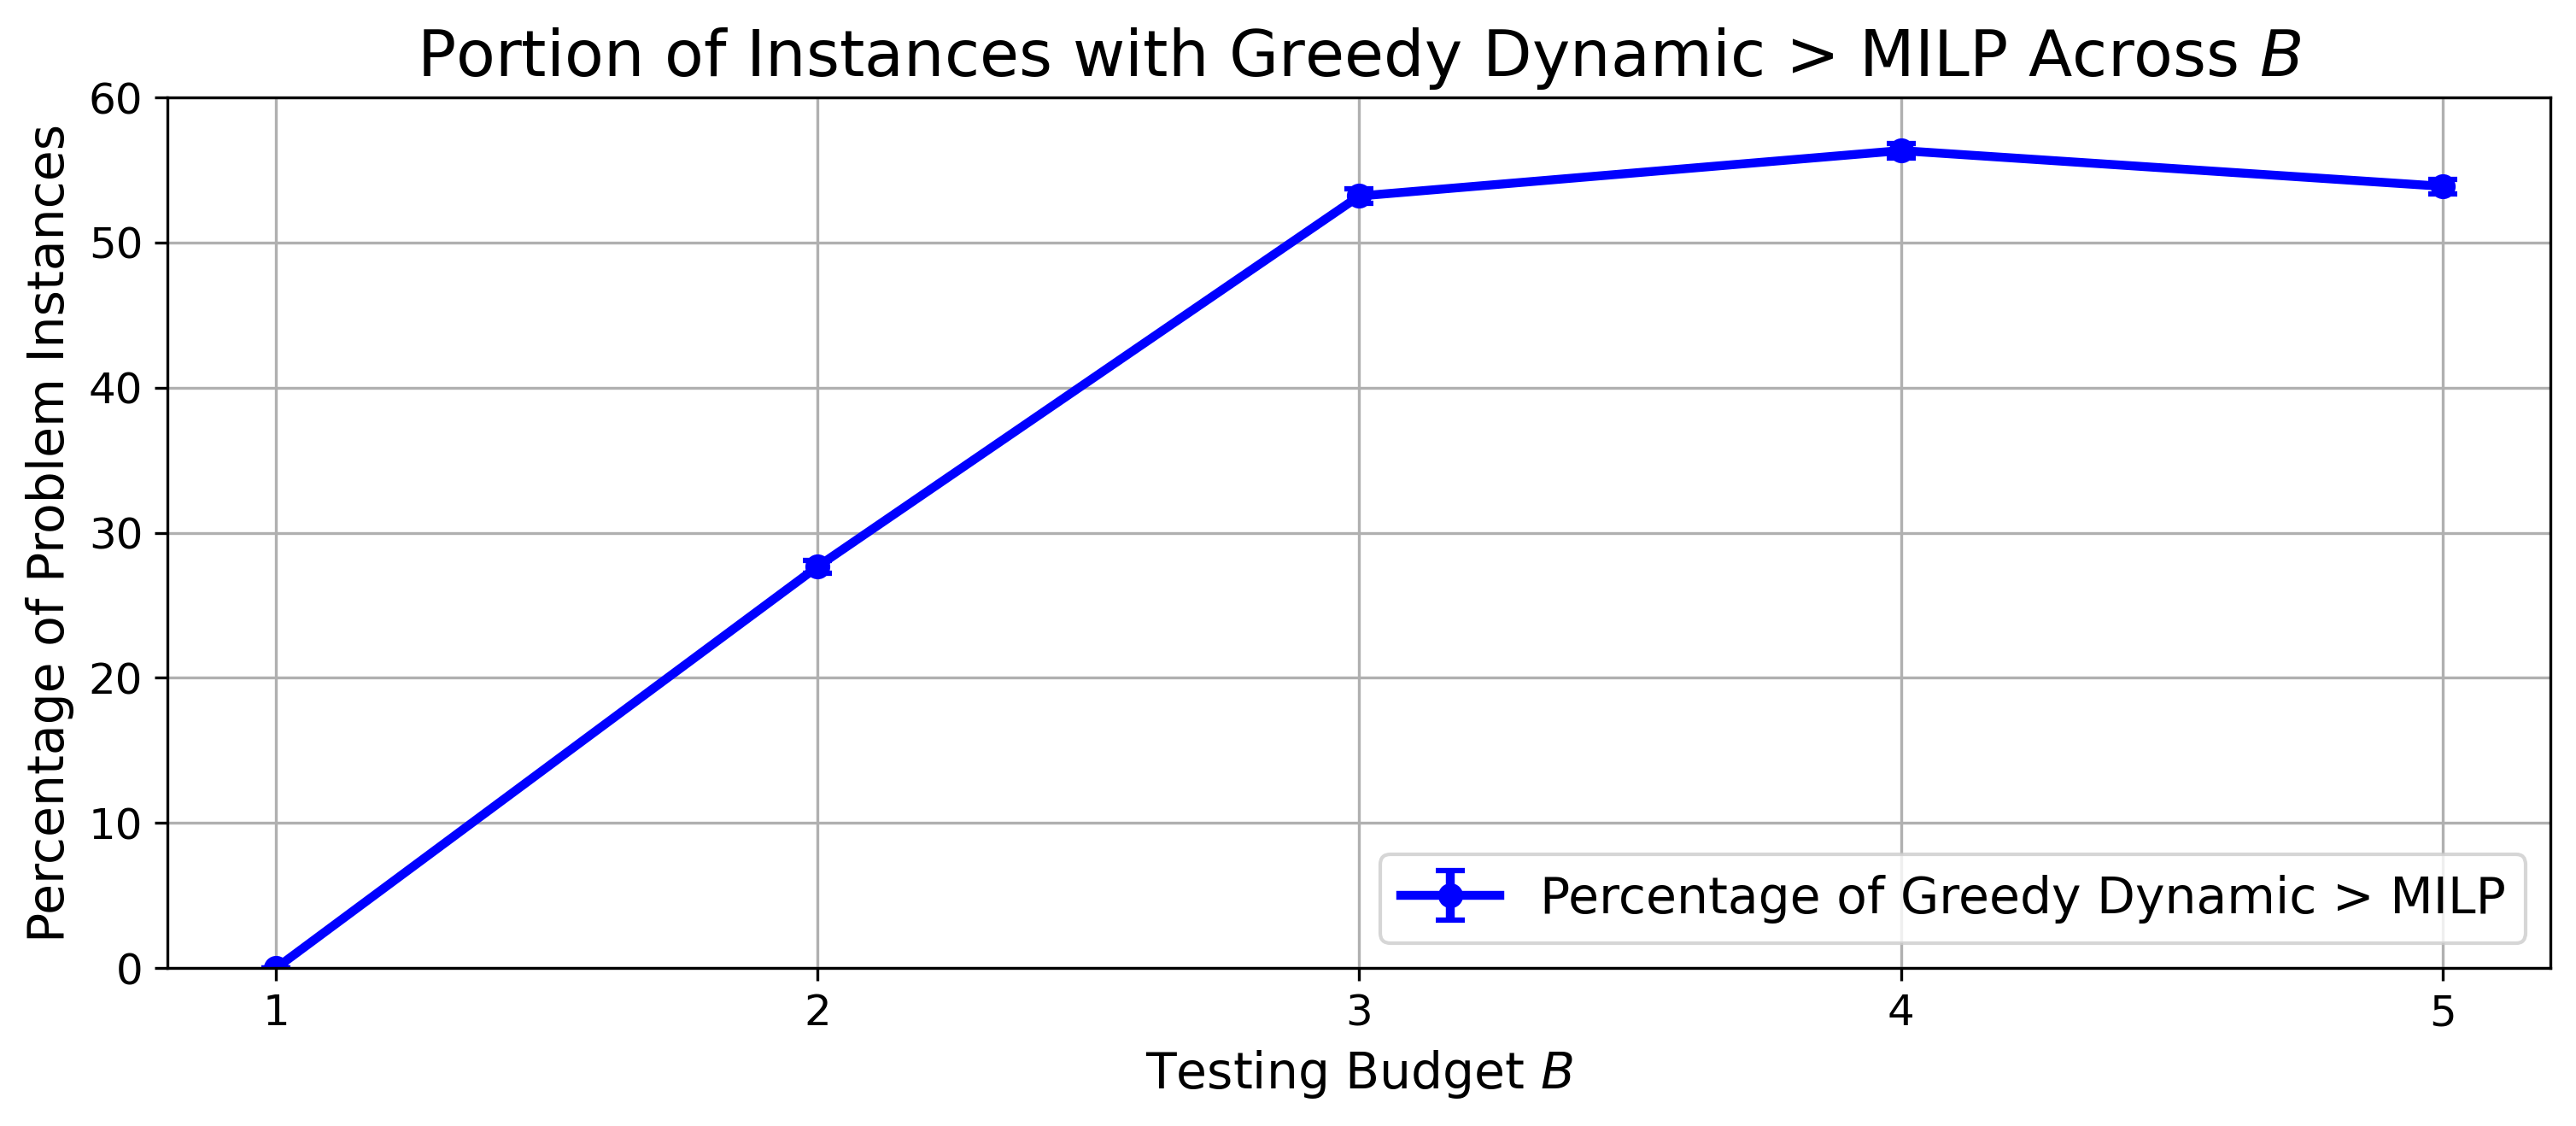 Portion of Instances with Greedy Dynamic > MILP Across B
Percentage of Problem Instances
60
50
40
30
20
10
0
1 2 3 4 5
Testing Budget B
Percentage of Greedy Dynamic > MILP